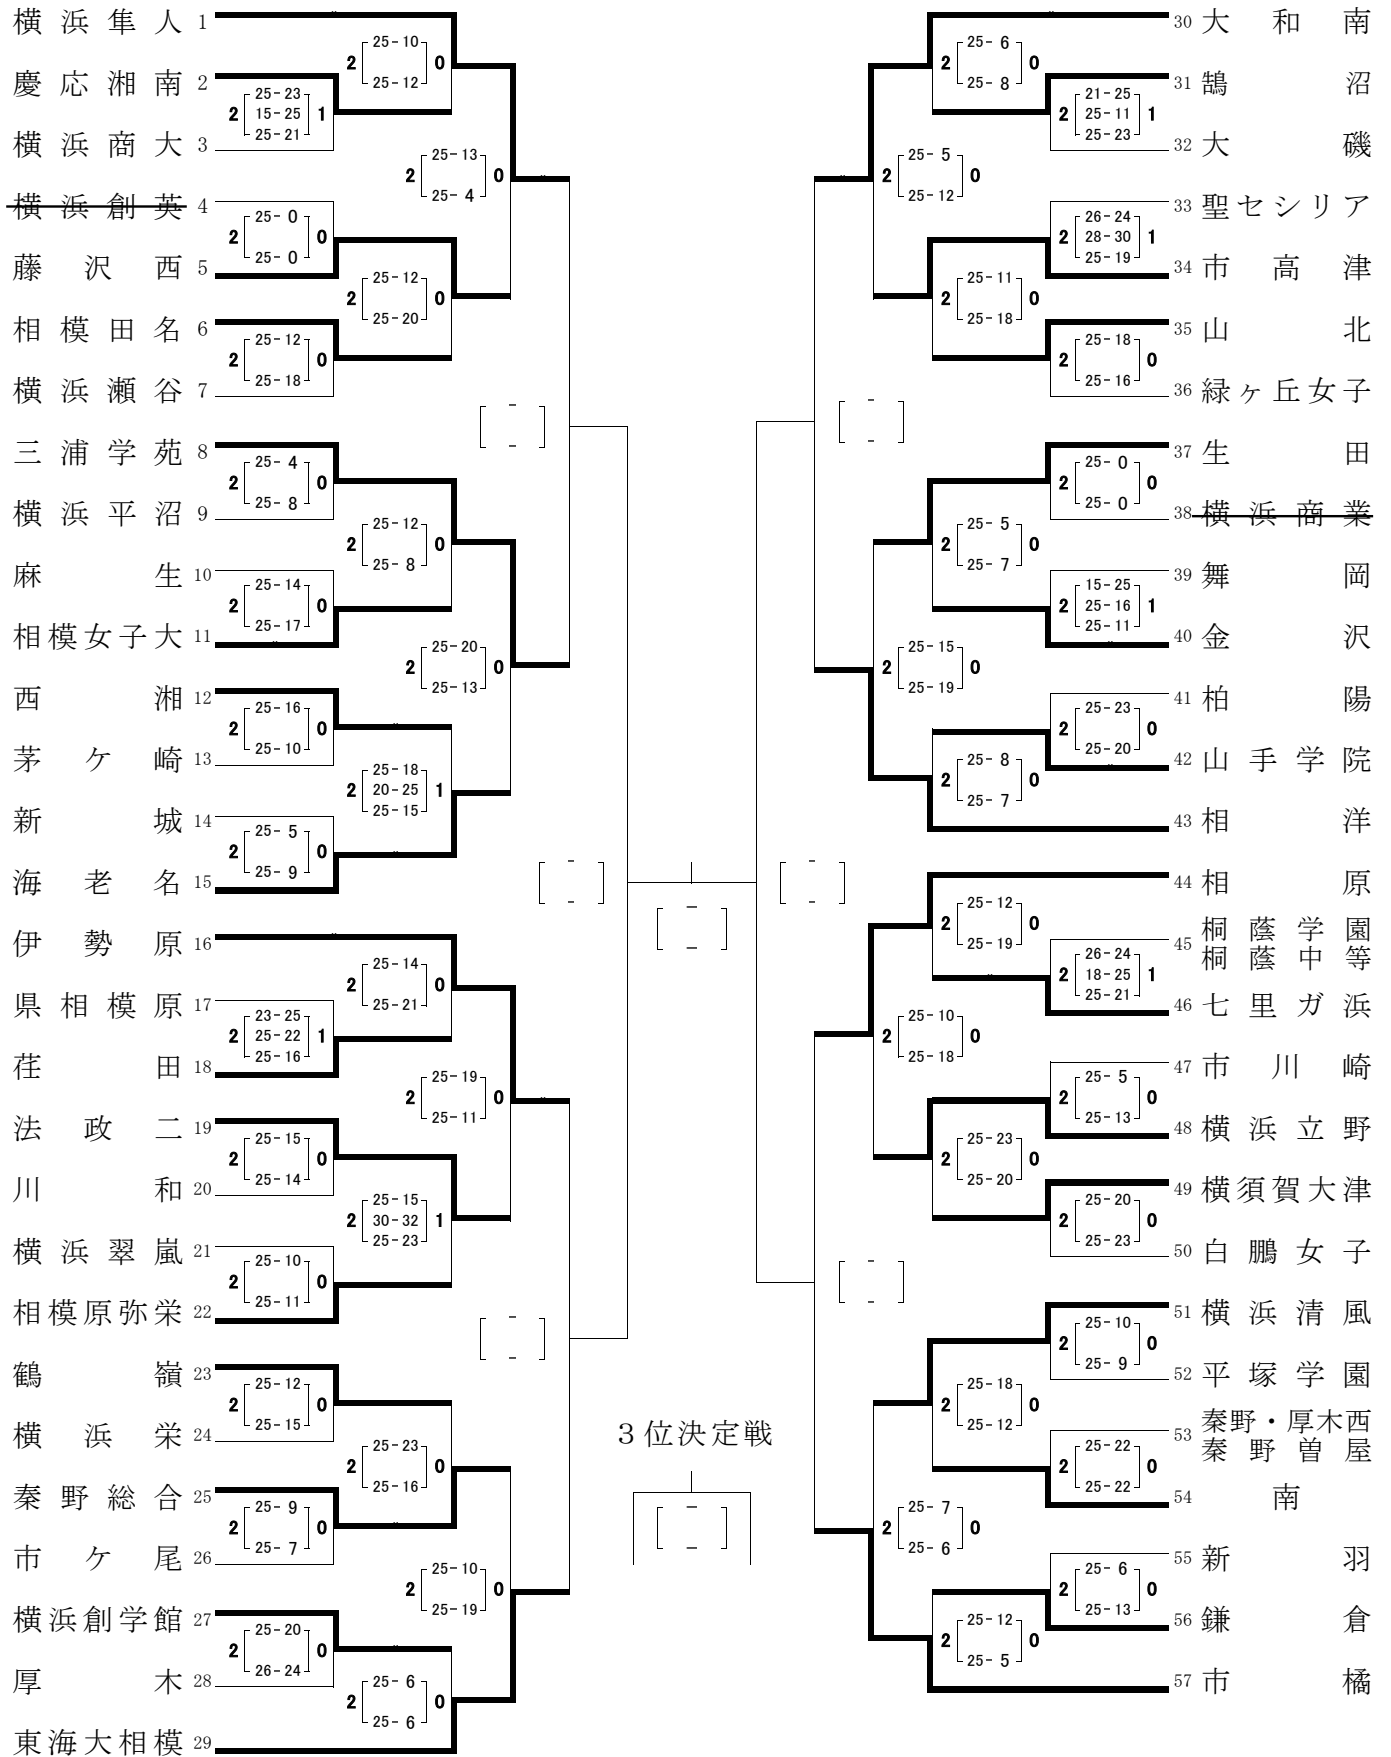 横浜隼人 1
慶応湘南 2
横浜商大 3
横浜創英 4
藤沢西 5
相模田名 6
横浜瀬谷 7
三浦学苑 8
横浜平沼 9
麻生 10
相模女子大 11
西湘 12
茅ケ崎 13
新城 14
海老名 15
伊勢原 16
県相模原 17
荏田 18
法政二 19
川和 20
横浜翠嵐 21
相模原弥栄 22
鶴嶺 23
横浜栄 24
秦野総合 25
市ケ尾 26
横浜創学館 27
厚木 28
東海大相模 29
2 25-23 15-25 25-21 1
2 25-0 25-0 0
2 25-12 25-18 0
2 25-4 25-8 0
2 25-14 25-17 0
2 25-16 25-10 0
2 25-5 25-9 0
2 23-25 25-22 25-16 1
2 25-15 25-14 0
2 25-10 25-11 0
2 25-12 25-15 0
2 25-9 25-7 0
2 25-20 26-24 0
2 25-10 25-12 0
2 25-12 25-20 0
2 25-12 25-8 0
2 25-18 20-25 25-15 1
2 25-14 25-21 0
2 25-15 30-32 25-23 1
2 25-23 25-16 0
2 25-6 25-6 0
2 25-13 25-4 0
2 25-20 25-13 0
2 25-19 25-11 0
2 25-10 25-19 0
- -
- -
- -
- -
3位決定戦
- -
- -
- -
- -
2 25-5 25-12 0
2 25-15 25-19 0
2 25-10 25-18 0
2 25-7 25-6 0
2 25-6 25-8 0
2 25-11 25-18 0
2 25-5 25-7 0
2 25-8 25-7 0
2 25-12 25-19 0
2 25-23 25-20 0
2 25-18 25-12 0
2 25-12 25-5 0
2 21-25 25-11 25-23 1
2 26-24 28-30 25-19 1
2 25-18 25-16 0
2 25-0 25-0 0
2 15-25 25-16 25-11 1
2 25-23 25-20 0
2 26-24 18-25 25-21 1
2 25-5 25-13 0
2 25-20 25-23 0
2 25-10 25-9 0
2 25-22 25-22 0
2 25-6 25-13 0
30 大和南
31 鵠沼
32 大磯
33 聖セシリア
34 市高津
35 山北
36 緑ヶ丘女子
37 生田
38 横浜商業
39 舞岡
40 金沢
41 柏陽
42 山手学院
43 相洋
44 相原
45 桐蔭学園
桐蔭中等
46 七里ガ浜
47 市川崎
48 横浜立野
49 横須賀大津
50 白鵬女子
51 横浜清風
52 平塚学園
53 秦野・厚木西
秦野曽屋
54 南
55 新羽
56 鎌倉
57 市橘